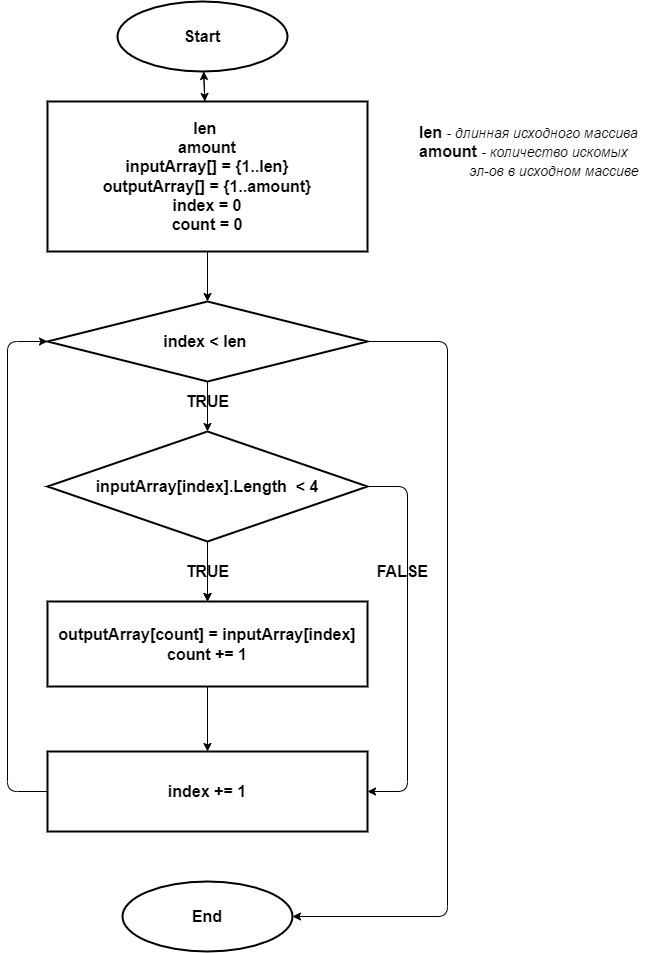 Start
len
amount
inputArray[] = {1..len}
outputArray[] = {1..amount}
index = 0
count = 0
len - длинная исходного массива
amount - количество искомых
эл-ов в исходном массиве
index < len
TRUE
inputArray[index].Length < 4
TRUE
FALSE
outputArray[count] = inputArray[index]
count += 1
index += 1
End